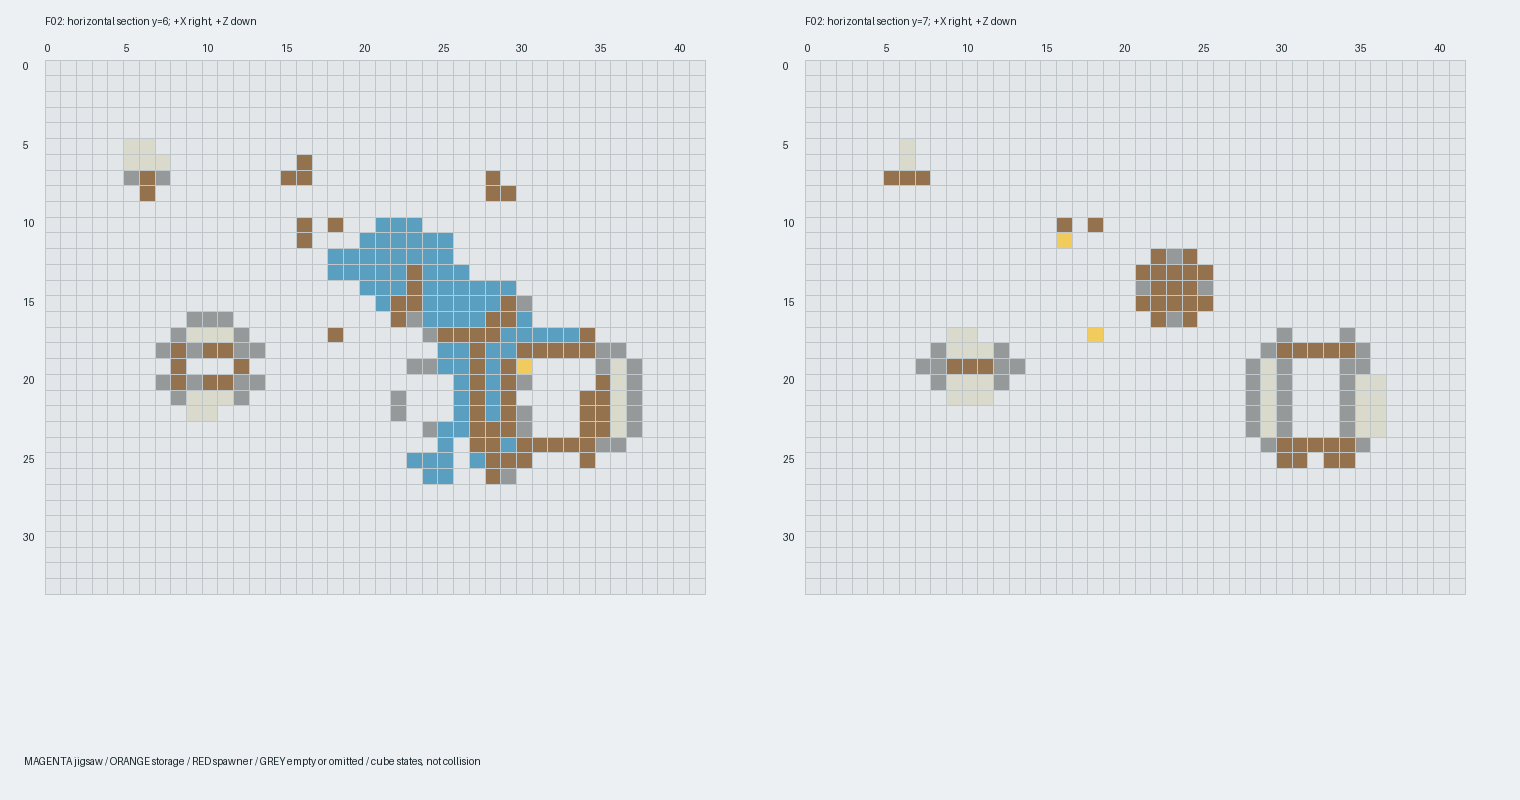 F02: horizontal section y=6; +X right, +Z down
F02: horizontal section y=7; +X right, +Z down
0 5 10 15 20 25 30 35 40
0 5 10 15 20 25 30 35 40
0 0
5 5
10 10
15 15
20 20
25 25
30 30
MAGENTA jigsaw / ORANGE storage / RED spawner / GREY empty or omitted / cube states, not collision